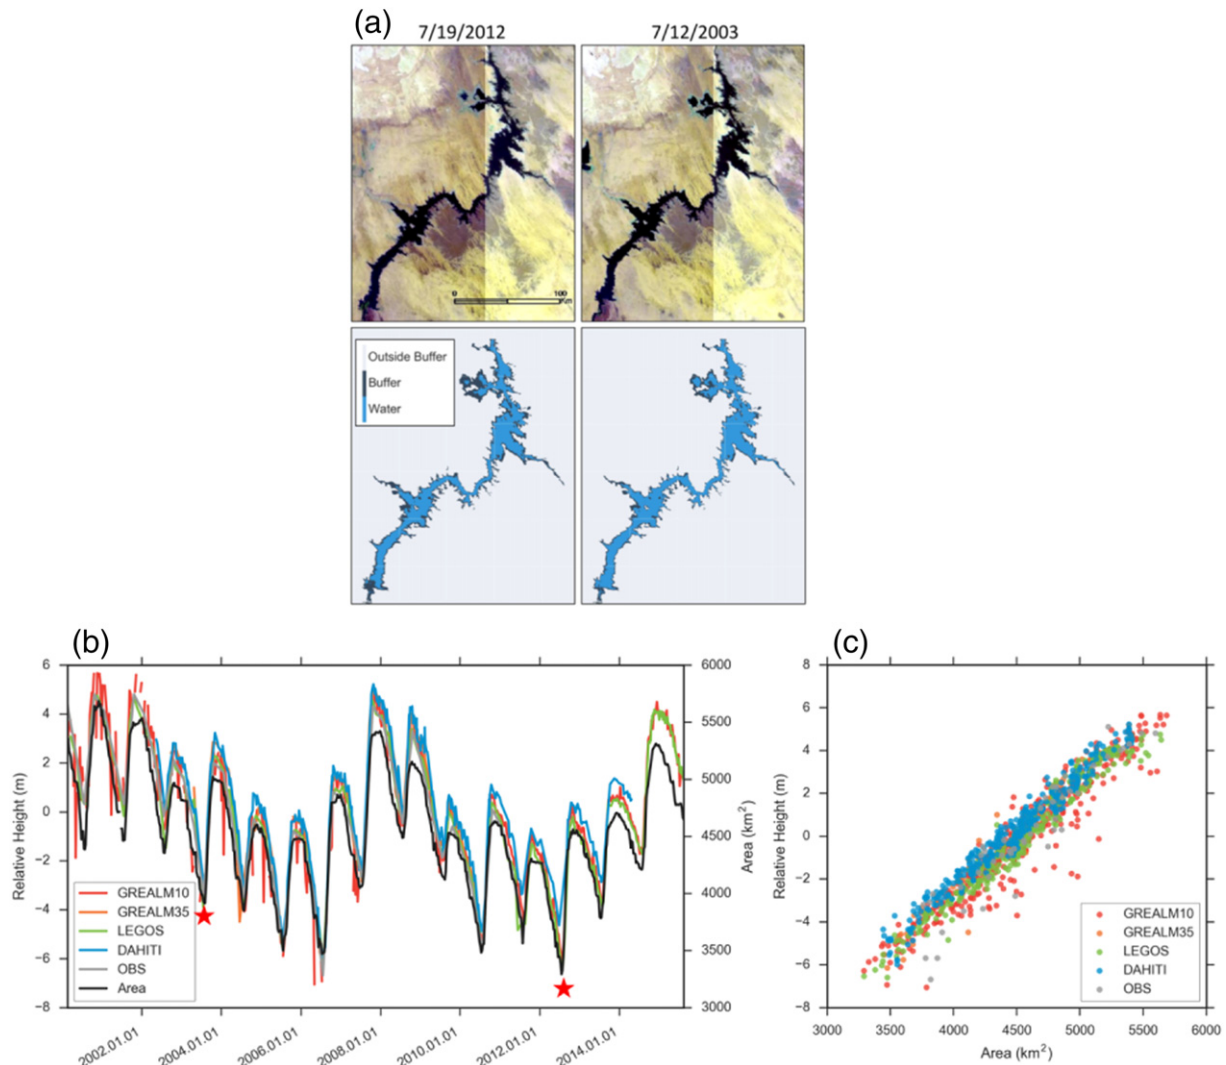 (a)
7/19/2012
7/12/2003
0 100
Outside Buffer
Buffer
Water
(b)
6
4
2
0
−2
−4
−6
−8
Relative Height (m)
GREALM10
GREALM35
LEGOS
DAHITI
OBS
Area
6000
5500
5000
4500
4000
3500
3000
Area (km²)
2002.01.01
2004.01.01
2006.01.01
2008.01.01
2010.01.01
2012.01.01
2014.01.01
(c)
8
6
4
2
0
−2
−4
−6
−8
Relative Height (m)
GREALM10
GREALM35
LEGOS
DAHITI
OBS
3000 3500 4000 4500 5000 5500 6000
Area (km²)